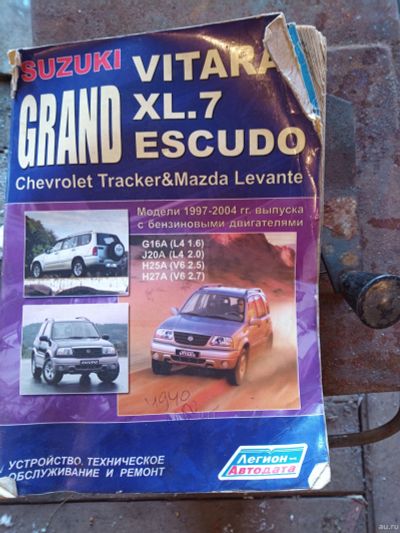 SUZUKI VITARA
GRAND XL.7
ESCUDO
Chevrolet Tracker&Mazda Levante
Модели 1997-2004 гг. выпуска
с бензиновыми двигателями
G16A (L4 1.6)
J20A (L4 2.0)
H25A (V6 2.5)
H27A (V6 2.7)
УСТРОЙСТВО, ТЕХНИЧЕСКОЕ
ОБСЛУЖИВАНИЕ И РЕМОНТ
Легион-
Автодата
au.ru